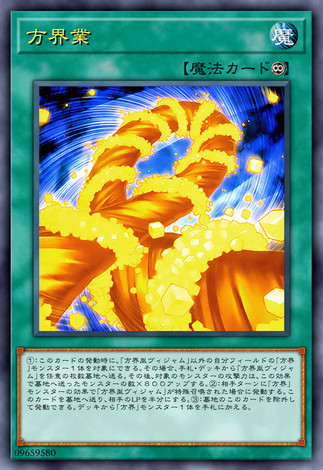 方界業
魔
【魔法カード∞】
①：このカードの発動時に、「方界胤ヴィジャム」以外の自分フィールドの「方界」モンスター１体を対象にできる。その場合、手札・デッキから「方界胤ヴィジャム」を任意の枚数墓地へ送る。その後、対象のモンスターの攻撃力は、この効果で墓地へ送ったモンスターの数×８００アップする。②：相手ターンに「方界」モンスターの効果で「方界胤ヴィジャム」が特殊召喚された場合に発動する。このカードを墓地へ送り、相手のLPを半分にする。③：墓地のこのカードを除外して発動できる。デッキから「方界」モンスター１体を手札に加える。
09659580